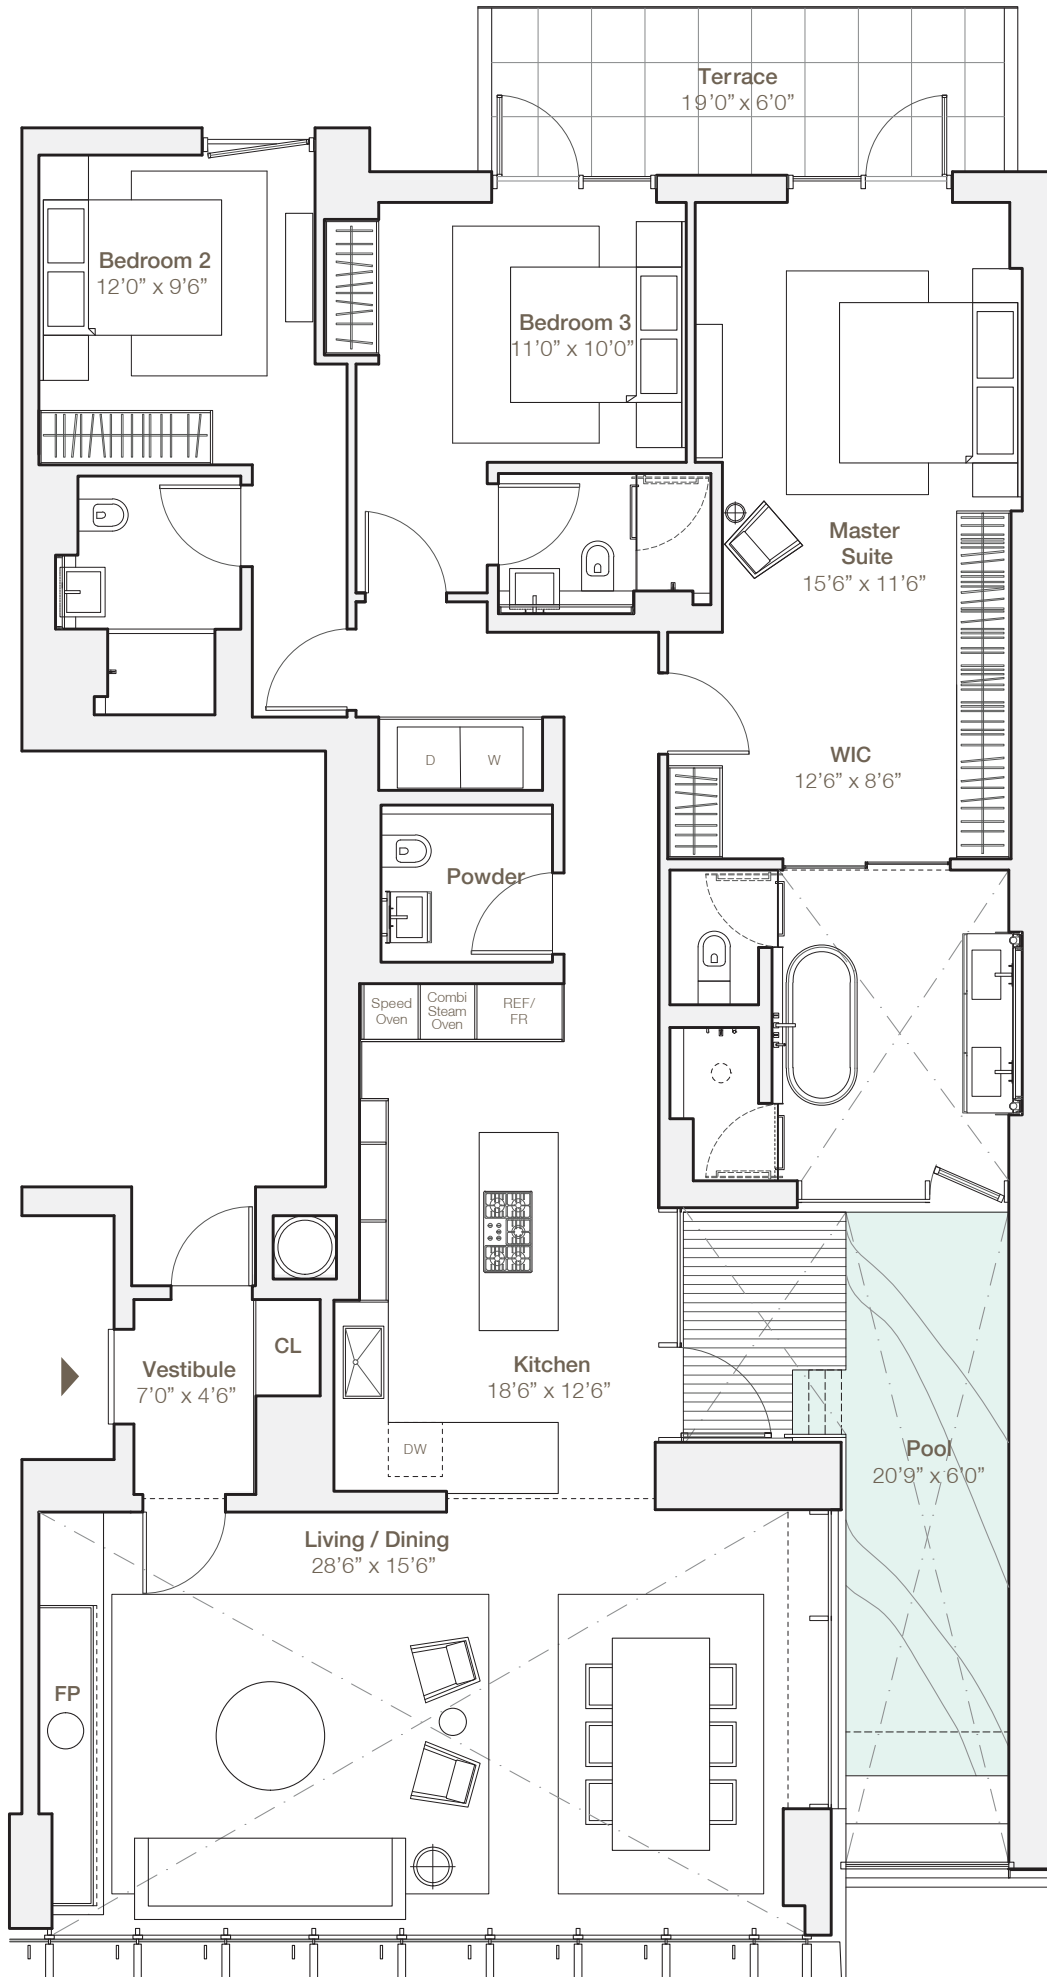 Terrace
19’0” x 6’0”
Bedroom 2
12’0” x 9’6”
Bedroom 3
11’0” x 10’0”
Master
Suite
15’6” x 11’6”
WIC
12’6” x 8’6”
D
W
Powder
Speed
Oven
Combi
Steam
Oven
REF/
FR
CL
Vestibule
7’0” x 4’6”
Kitchen
18’6” x 12’6”
DW
Pool
20’9” x 6’0”
Living / Dining
28’6” x 15’6”
FP